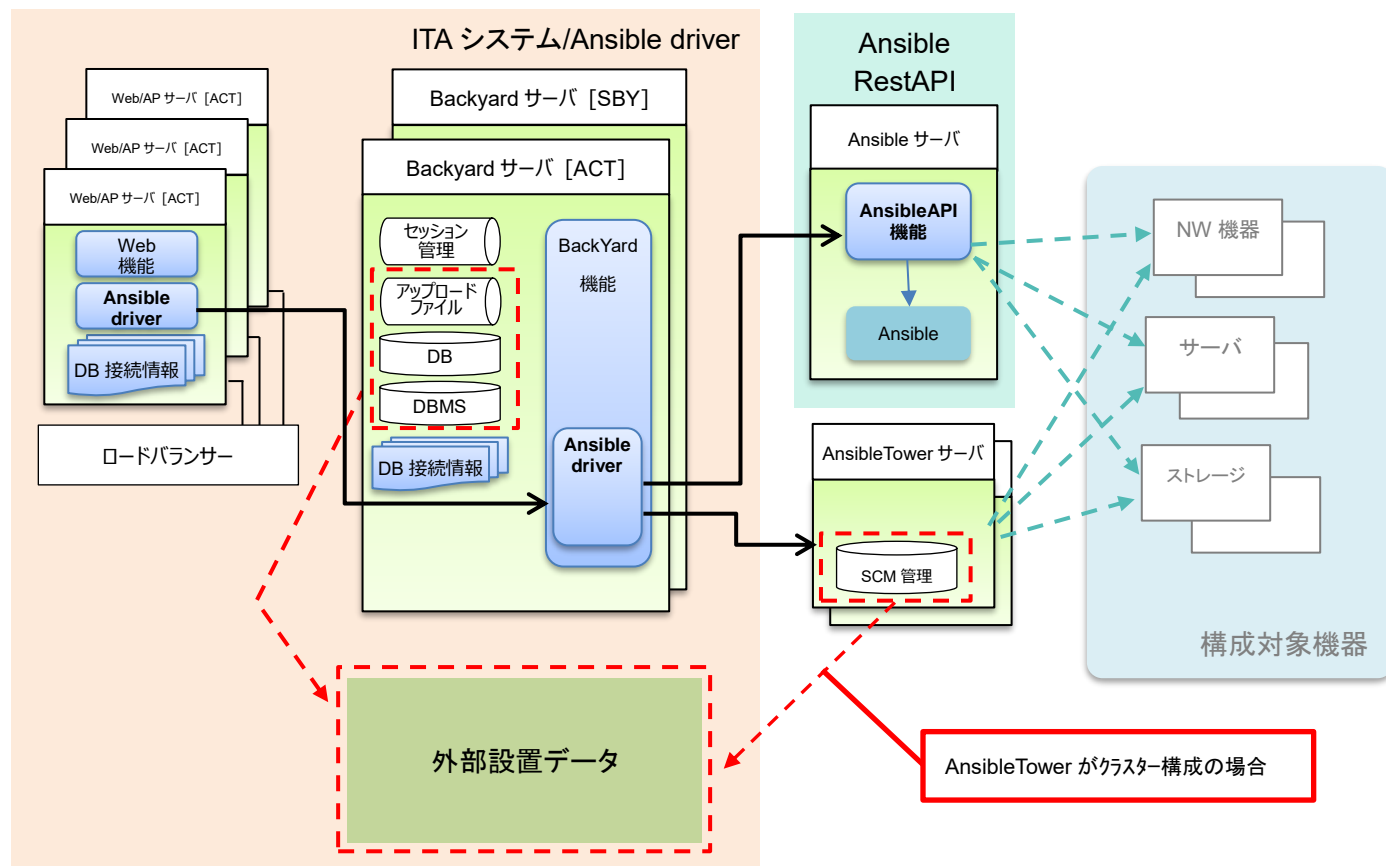 ITA システム/Ansible driver
Web/AP サーバ [ACT]
Web/AP サーバ [ACT]
Web/AP サーバ [ACT]
Web
機能
Ansible
driver
DB 接続情報
ロードバランサー
Backyard サーバ [SBY]
Backyard サーバ [ACT]
セッション
管理
アップロード
ファイル
DB
DBMS
DB 接続情報
BackYard
機能
Ansible
driver
外部設置データ
Ansible
RestAPI
Ansible サーバ
AnsibleAPI
機能
Ansible
AnsibleTower サーバ
SCM 管理
NW 機器
サーバ
ストレージ
構成対象機器
AnsibleTower がクラスター構成の場合